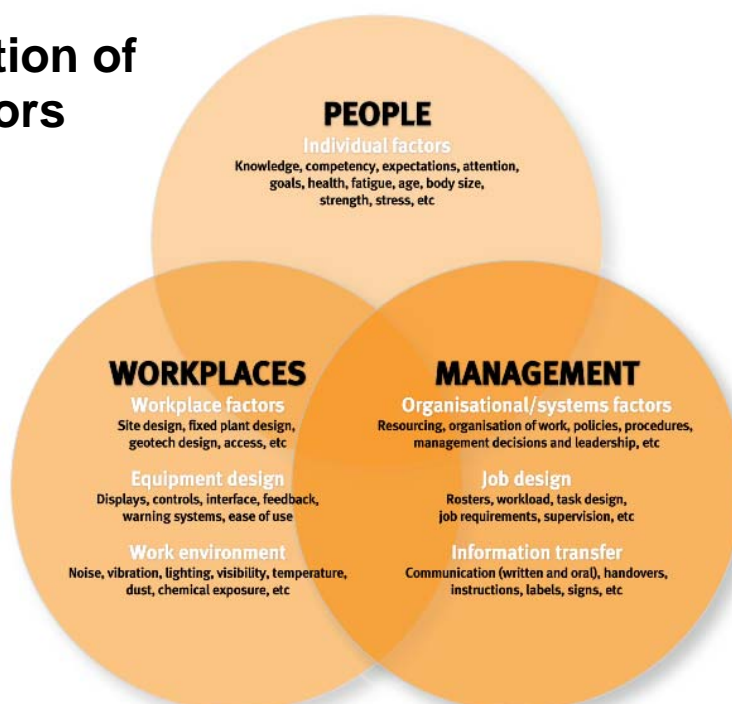 tion of
ors
PEOPLE
Individual factors
Knowledge, competency, expectations, attention,
goals, health, fatigue, age, body size,
strength, stress, etc
WORKPLACES
Workplace factors
Site design, fixed plant design,
geotech design, access, etc
Equipment design
Displays, controls, interface, feedback,
warning systems, ease of use
Work environment
Noise, vibration, lighting, visibility, temperature,
dust, chemical exposure, etc
MANAGEMENT
Organisational/systems factors
Resourcing, organisation of work, policies, procedures,
management decisions and leadership, etc
Job design
Rosters, workload, task design,
job requirements, supervision, etc
Information transfer
Communication (written and oral), handovers,
instructions, labels, signs, etc